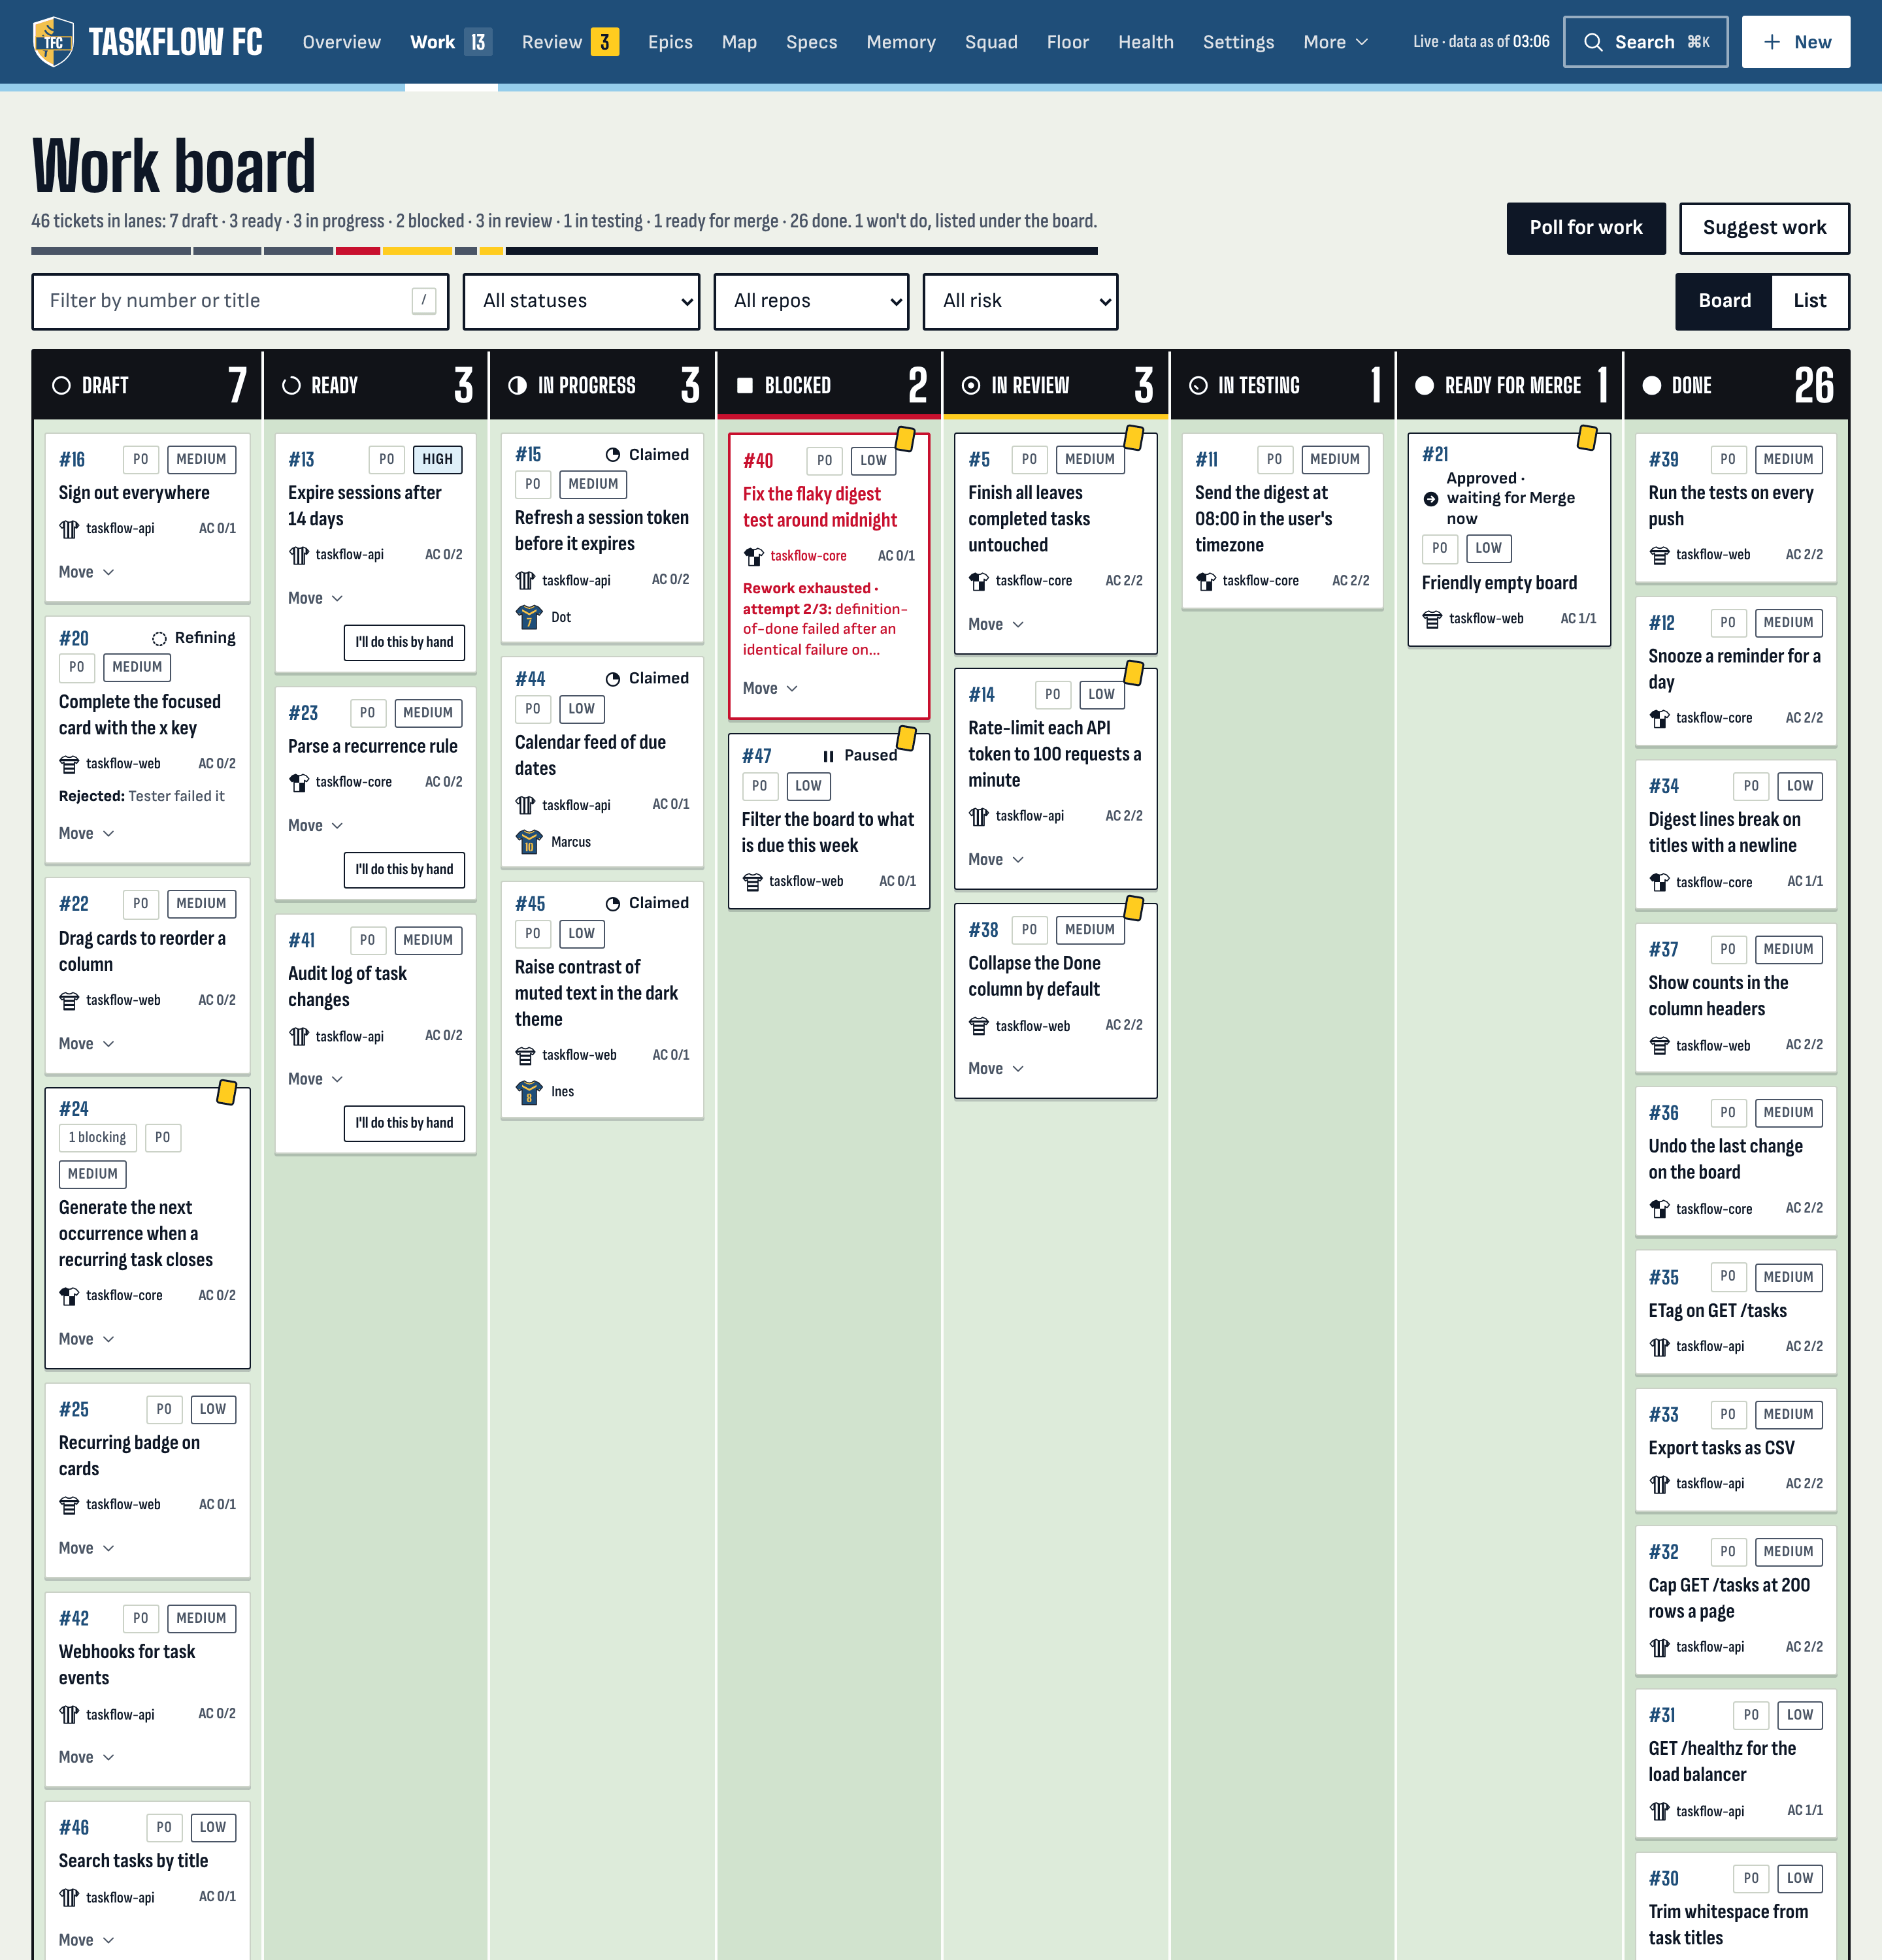 TFC
TASKFLOW FC
Overview
Work 13
Review 3
Epics
Map
Specs
Memory
Squad
Floor
Health
Settings
More
Live · data as of 03:06
Search ⌘K
+ New
Work board
46 tickets in lanes: 7 draft · 3 ready · 3 in progress · 2 blocked · 3 in review · 1 in testing · 1 ready for merge · 26 done. 1 won't do, listed under the board.
Poll for work
Suggest work
Filter by number or title /
All statuses
All repos
All risk
Board
List
DRAFT 7
#16 P0 MEDIUM
Sign out everywhere
taskflow-api AC 0/1
Move
#20 Refining
P0 MEDIUM
Complete the focused
card with the x key
taskflow-web AC 0/2
Rejected: Tester failed it
Move
#22 P0 MEDIUM
Drag cards to reorder a
column
taskflow-web AC 0/2
Move
#24
1 blocking P0
MEDIUM
Generate the next
occurrence when a
recurring task closes
taskflow-core AC 0/2
Move
#25 P0 LOW
Recurring badge on
cards
taskflow-web AC 0/1
Move
#42 P0 MEDIUM
Webhooks for task
events
taskflow-api AC 0/2
Move
#46 P0 LOW
Search tasks by title
taskflow-api AC 0/1
Move
READY 3
#13 P0 HIGH
Expire sessions after
14 days
taskflow-api AC 0/2
Move
I'll do this by hand
#23 P0 MEDIUM
Parse a recurrence rule
taskflow-core AC 0/2
Move
I'll do this by hand
#41 P0 MEDIUM
Audit log of task
changes
taskflow-api AC 0/2
Move
I'll do this by hand
IN PROGRESS 3
#15 Claimed
P0 MEDIUM
Refresh a session token
before it expires
taskflow-api AC 0/2
7 Dot
#44 Claimed
P0 LOW
Calendar feed of due
dates
taskflow-api AC 0/1
10 Marcus
#45 Claimed
P0 LOW
Raise contrast of
muted text in the dark
theme
taskflow-web AC 0/1
8 Ines
BLOCKED 2
#40 P0 LOW
Fix the flaky digest
test around midnight
taskflow-core AC 0/1
Rework exhausted ·
attempt 2/3: definition-
of-done failed after an
identical failure on...
Move
#47 Paused
P0 LOW
Filter the board to what
is due this week
taskflow-web AC 0/1
IN REVIEW 3
#5 P0 MEDIUM
Finish all leaves
completed tasks
untouched
taskflow-core AC 2/2
Move
#14 P0 LOW
Rate-limit each API
token to 100 requests a
minute
taskflow-api AC 2/2
Move
#38 P0 MEDIUM
Collapse the Done
column by default
taskflow-web AC 2/2
Move
IN TESTING 1
#11 P0 MEDIUM
Send the digest at
08:00 in the user's
timezone
taskflow-core AC 2/2
READY FOR MERGE 1
#21
Approved ·
waiting for Merge
now
P0 LOW
Friendly empty board
taskflow-web AC 1/1
DONE 26
#39 P0 MEDIUM
Run the tests on every
push
taskflow-web AC 2/2
#12 P0 MEDIUM
Snooze a reminder for a
day
taskflow-core AC 2/2
#34 P0 LOW
Digest lines break on
titles with a newline
taskflow-core AC 1/1
#37 P0 MEDIUM
Show counts in the
column headers
taskflow-web AC 2/2
#36 P0 MEDIUM
Undo the last change
on the board
taskflow-core AC 2/2
#35 P0 MEDIUM
ETag on GET /tasks
taskflow-api AC 2/2
#33 P0 MEDIUM
Export tasks as CSV
taskflow-api AC 2/2
#32 P0 MEDIUM
Cap GET /tasks at 200
rows a page
taskflow-api AC 2/2
#31 P0 LOW
GET /healthz for the
load balancer
taskflow-api AC 1/1
#30 P0 LOW
Trim whitespace from
task titles